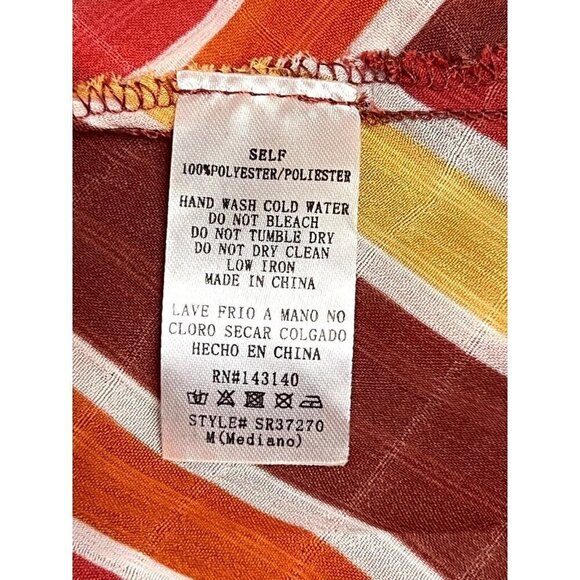 SELF
100%POLYESTER/POLIESTER
HAND WASH COLD WATER
DO NOT BLEACH
DO NOT TUMBLE DRY
DO NOT DRY CLEAN
LOW IRON
MADE IN CHINA
LAVE FRIO A MANO NO
CLORO SECAR COLGADO
HECHO EN CHINA
RN#143140
STYLE# SR37270
M(Mediano)